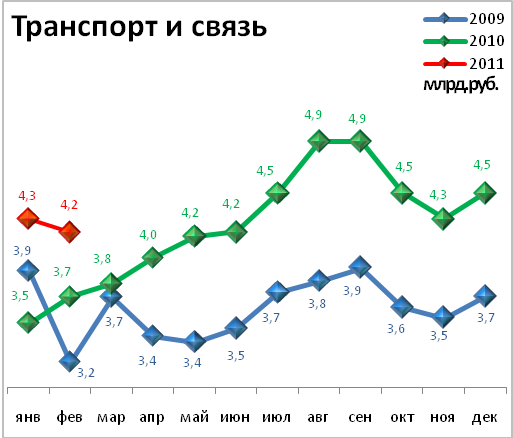 Транспорт и связь
2009
2010
2011
млрд.руб.
4,3 4,2
3,5 3,7 3,8 4,0 4,2 4,2 4,5 4,9 4,9 4,5 4,3 4,5
3,9 3,2 3,7 3,4 3,4 3,5 3,7 3,8 3,9 3,6 3,5 3,7
янв фев мар апр май июн июл авг сен окт ноя дек